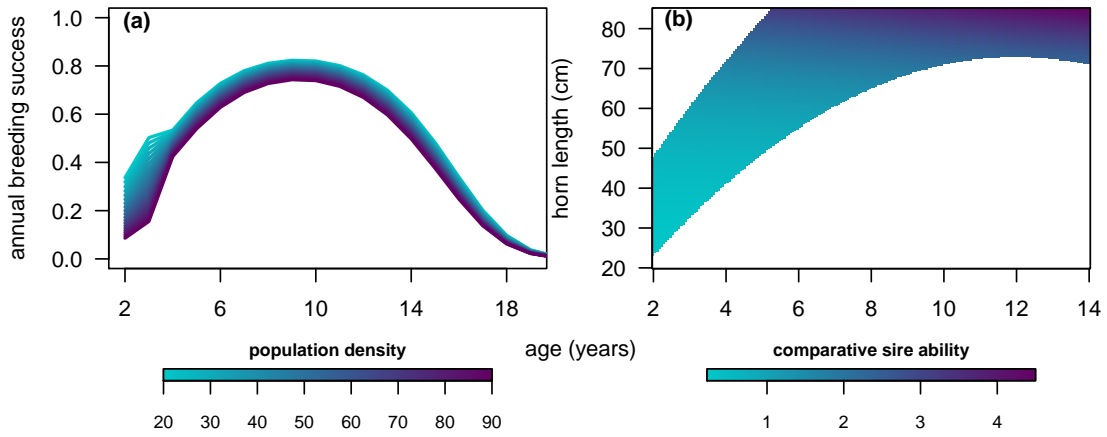 (a)
annual breeding success
1.0
0.8
0.6
0.4
0.2
0.0
2 6 10 14 18
(b)
horn length (cm)
80
70
60
50
40
30
20
2 4 6 8 10 12 14
age (years)
population density
20 30 40 50 60 70 80 90
comparative sire ability
1 2 3 4